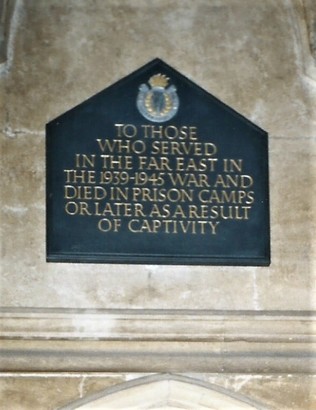 TO THOSE
WHO SERVED
IN THE FAR EAST IN
THE 1939-1945 WAR AND
DIED IN PRISON CAMPS
OR LATER AS A RESULT
OF CAPTIVITY